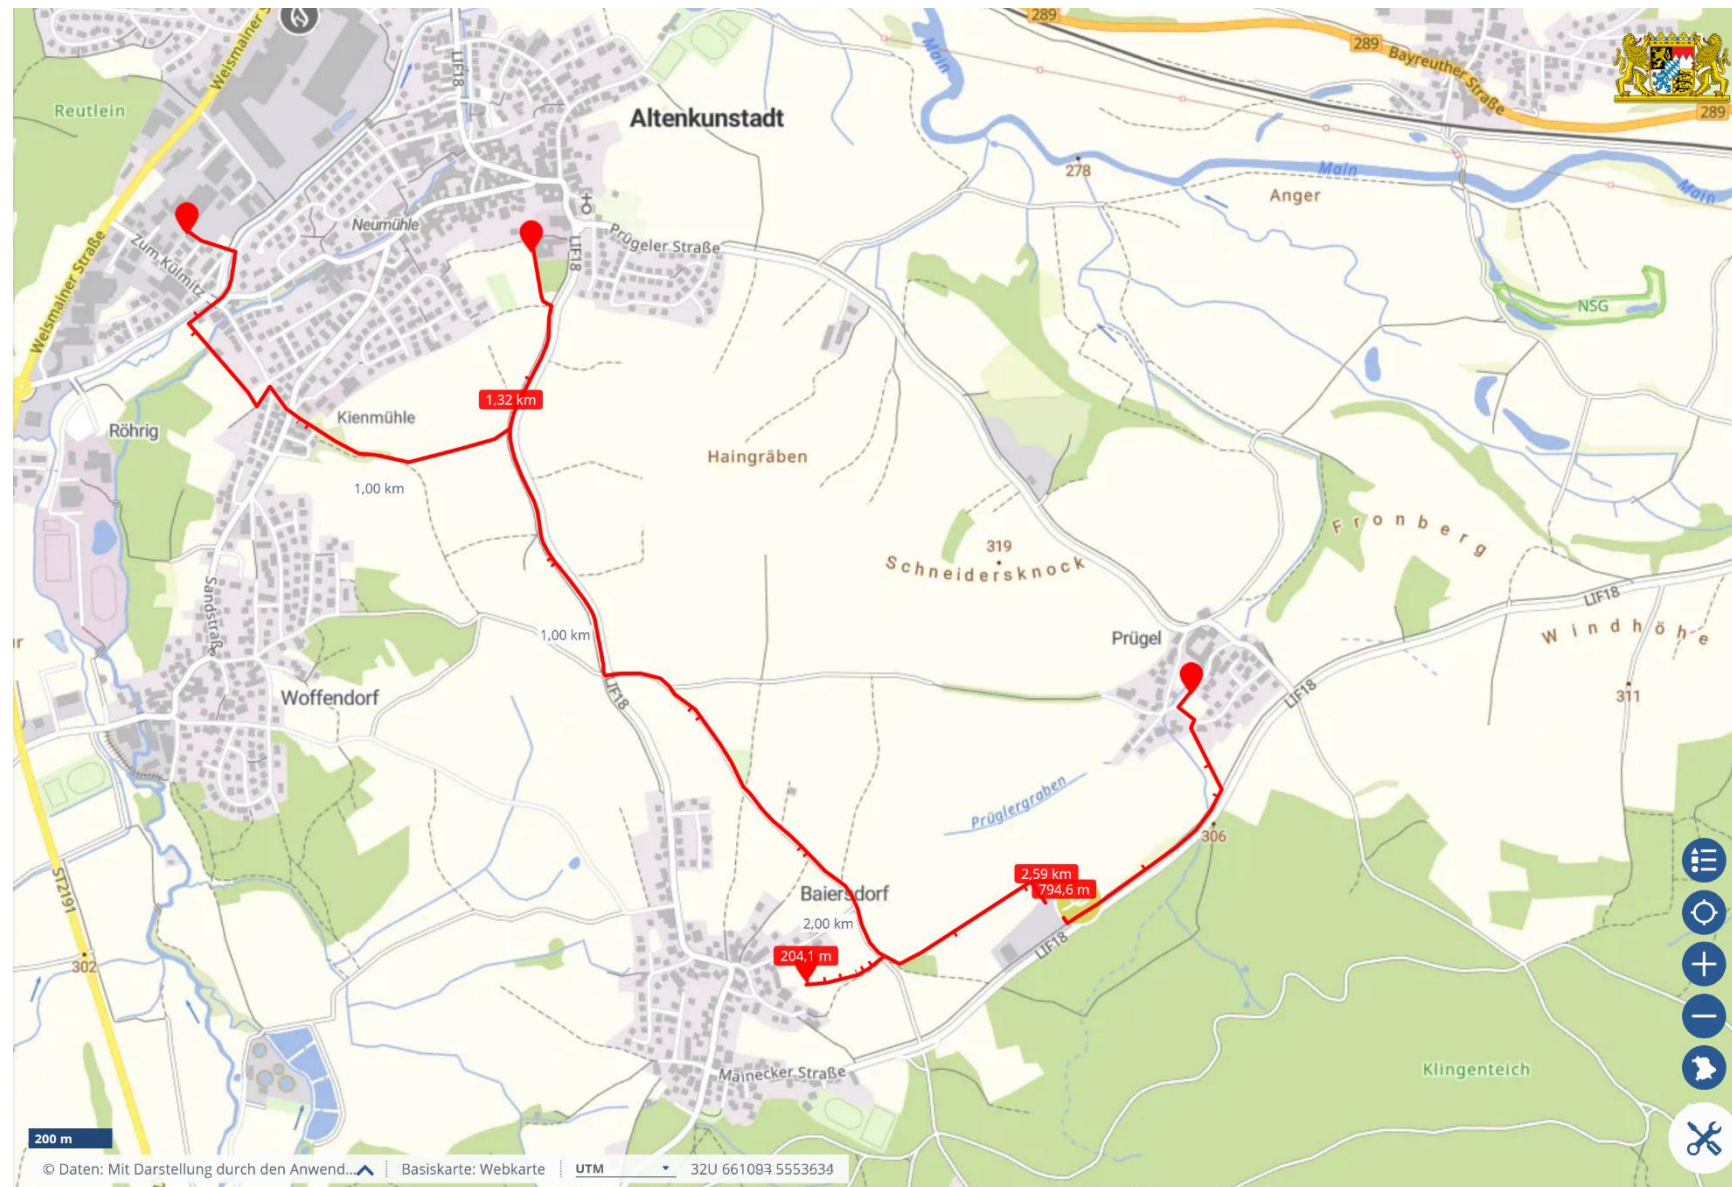 289
289
Bayreuther Straße
289
Main
Weismainer S
LIF18
Reutlein
Altenkunstadt
278
Main
Main
Anger
Neumühle
Prügeler Straße
LIF18
Zum Külmitz
Weismainer Straße
NSG
1,32 km
Kienmühle
Röhrig
Haingräben
1,00 km
Fronberg
319
Schneidersknock
Sandstraße
LIF18
Windhöhe
1,00 km
Prügel
ur
Woffendorf
LIF18
LIF18
311
Prüglergraben
306
2,59 km
794,6 m
ST2191
Baiersdorf
2,00 km
LIF18
204,1 m
302
Mainecker Straße
Klingenteich
200 m
© Daten: Mit Darstellung durch den Anwend...
Basiskarte: Webkarte
UTM
32U 661093 5553634